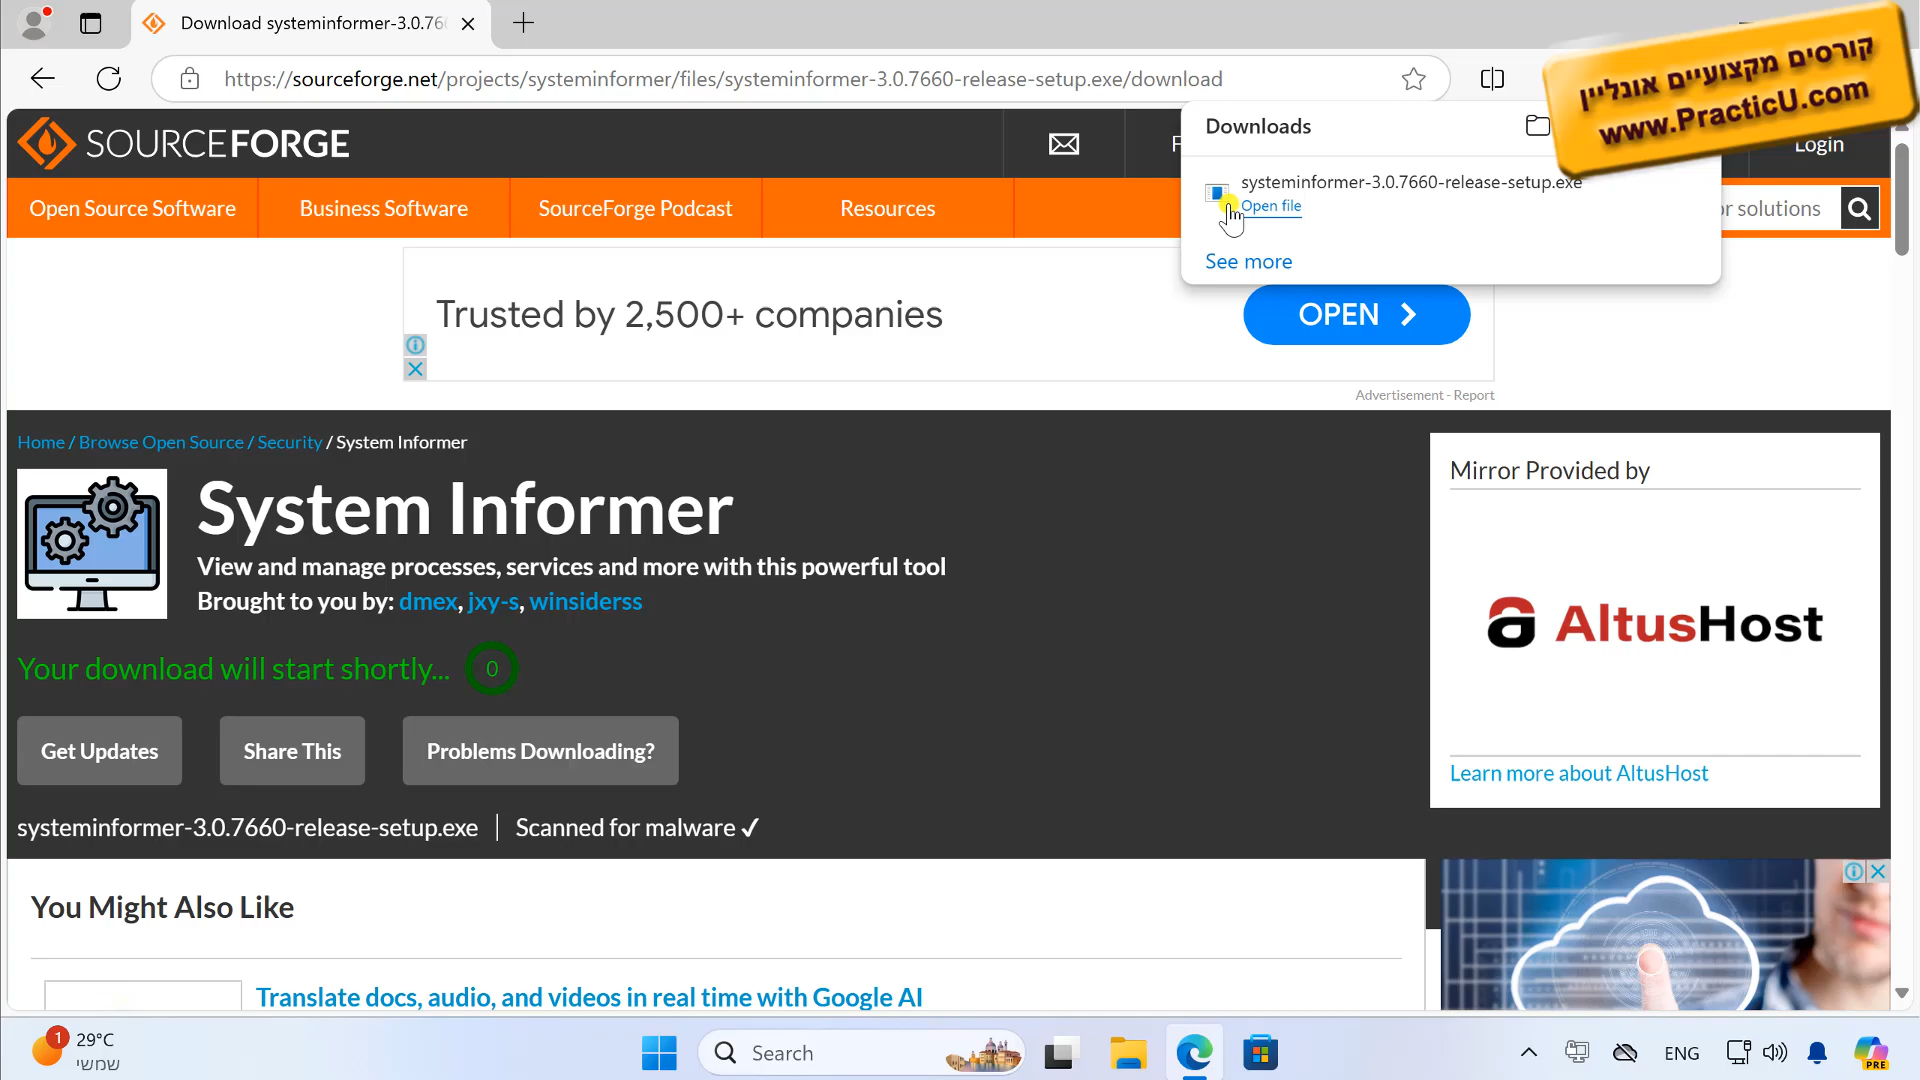 Download systeminformer-3.0.766
https://sourceforge.net/projects/systeminformer/files/systeminformer-3.0.7660-release-setup.exe/download
קורסים מקצועיים אונליין
www.PracticU.com
SOURCEFORGE
F
Login
Downloads
systeminformer-3.0.7660-release-setup.exe
Open file
See more
Open Source Software
Business Software
SourceForge Podcast
Resources
or solutions
Trusted by 2,500+ companies
OPEN
Advertisement - Report
Home / Browse Open Source / Security / System Informer
System Informer
View and manage processes, services and more with this powerful tool
Brought to you by: dmex, jxy-s, winsiderss
Your download will start shortly... 0
Get Updates
Share This
Problems Downloading?
systeminformer-3.0.7660-release-setup.exe | Scanned for malware ✓
Mirror Provided by
AltusHost
Learn more about AltusHost
You Might Also Like
Translate docs, audio, and videos in real time with Google AI
1
29°C
שמשי
Search
ENG
PRE